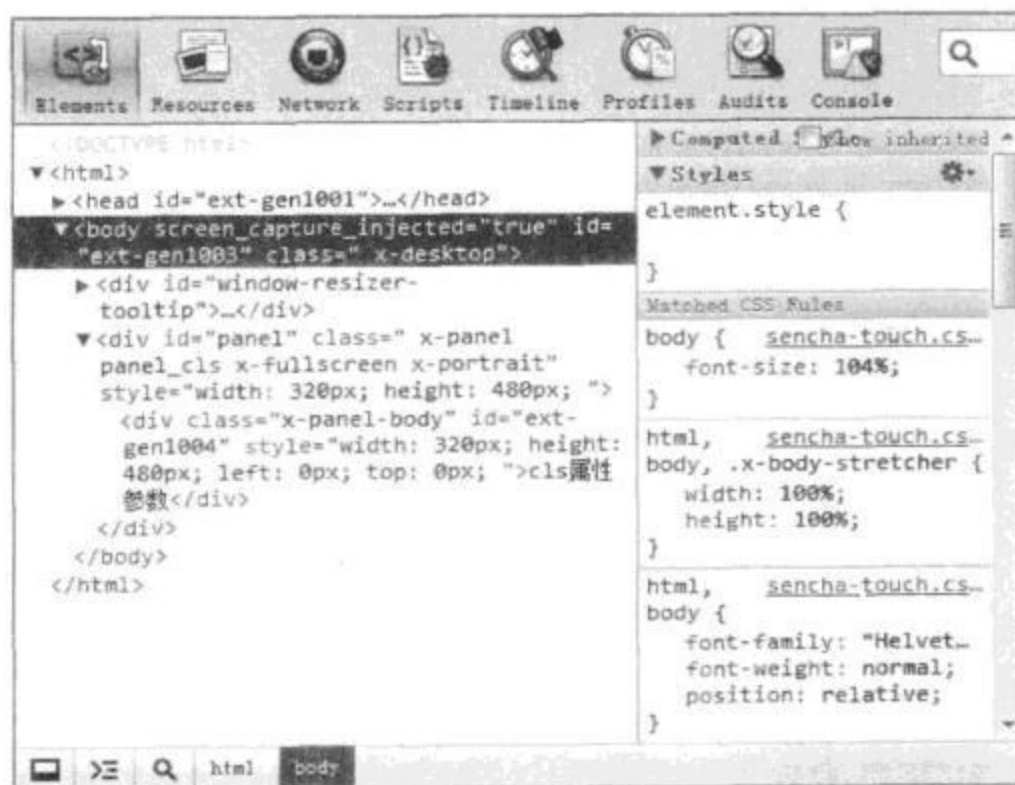 Elements Resources Network Scripts Timeline Profiles Audits Console
<!DOCTYPE html>
▼<html>
▶<head id="ext-gen1001">…</head>
▼<body screen_capture_injected="true" id=
"ext-gen1003" class=" x-desktop">
▶<div id="window-resizer-
tooltip">…</div>
▼<div id="panel" class=" x-panel
panel_cls x-fullscreen x-portrait"
style="width: 320px; height: 480px; ">
<div class="x-panel-body" id="ext-
gen1004" style="width: 320px; height:
480px; left: 0px; top: 0px; ">cls属性
参数</div>
</div>
</body>
</html>
▶Computed Style Show inherited
▼Styles
element.style {
}
Matched CSS Rules
body { sencha-touch.cs…
font-size: 104%;
}
html, sencha-touch.cs…
body, .x-body-stretcher {
width: 100%;
height: 100%;
}
html, sencha-touch.cs…
body {
font-family: "Helvet…
font-weight: normal;
position: relative;
}
html body